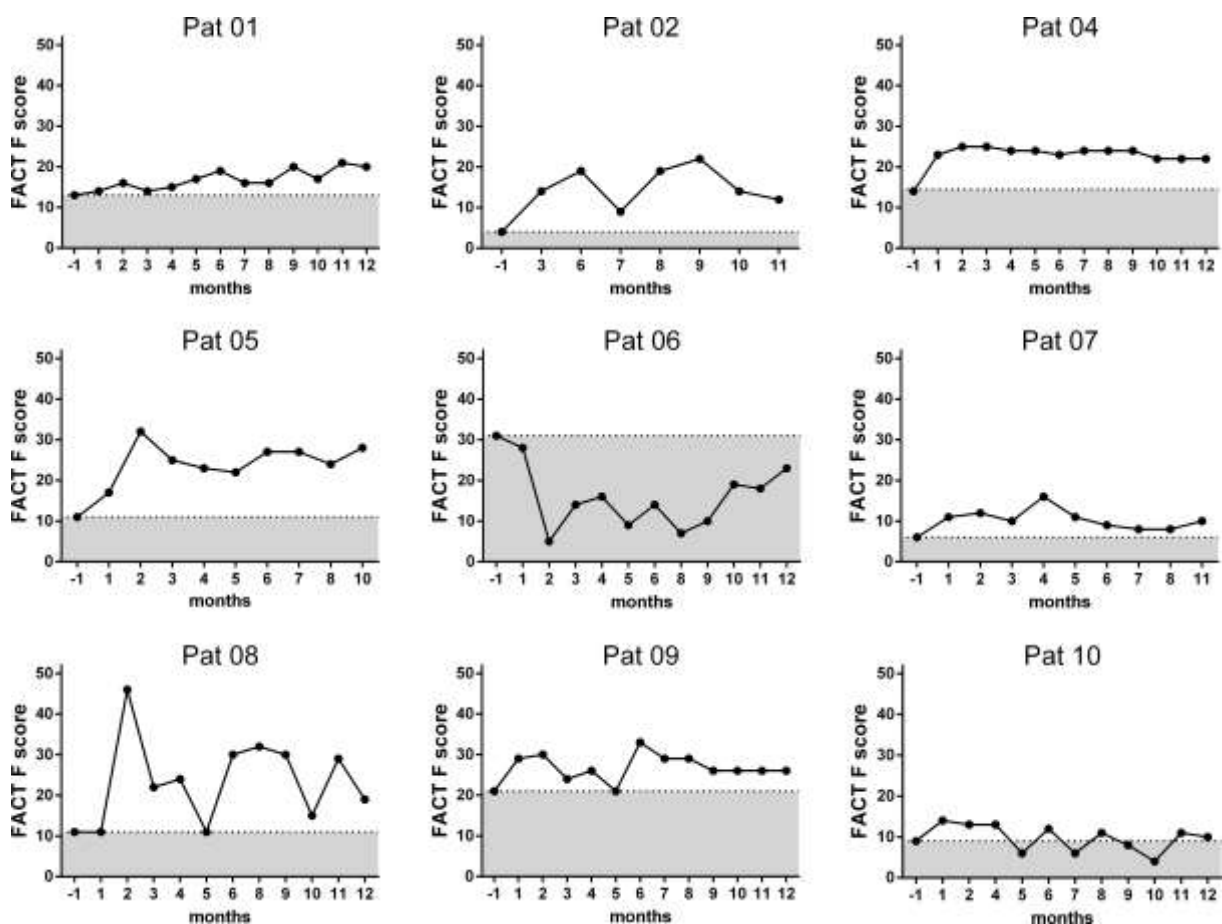 Pat 01
FACT F score
50
40
30
20
10
0
-1 1 2 3 4 5 6 7 8 9 10 11 12
months
Pat 02
FACT F score
50
40
30
20
10
0
-1 3 6 7 8 9 10 11
months
Pat 04
FACT F score
50
40
30
20
10
0
-1 1 2 3 4 5 6 7 8 9 10 11 12
months
Pat 05
FACT F score
50
40
30
20
10
0
-1 1 2 3 4 5 6 7 8 10
months
Pat 06
FACT F score
50
40
30
20
10
0
-1 1 2 3 4 5 6 8 9 10 11 12
months
Pat 07
FACT F score
50
40
30
20
10
0
-1 1 2 3 4 5 6 7 8 11
months
Pat 08
FACT F score
50
40
30
20
10
0
-1 1 2 3 4 5 6 8 9 10 11 12
months
Pat 09
FACT F score
50
40
30
20
10
0
-1 1 2 3 4 5 6 7 8 9 10 11 12
months
Pat 10
FACT F score
50
40
30
20
10
0
-1 1 2 4 5 6 7 8 9 10 11 12
months